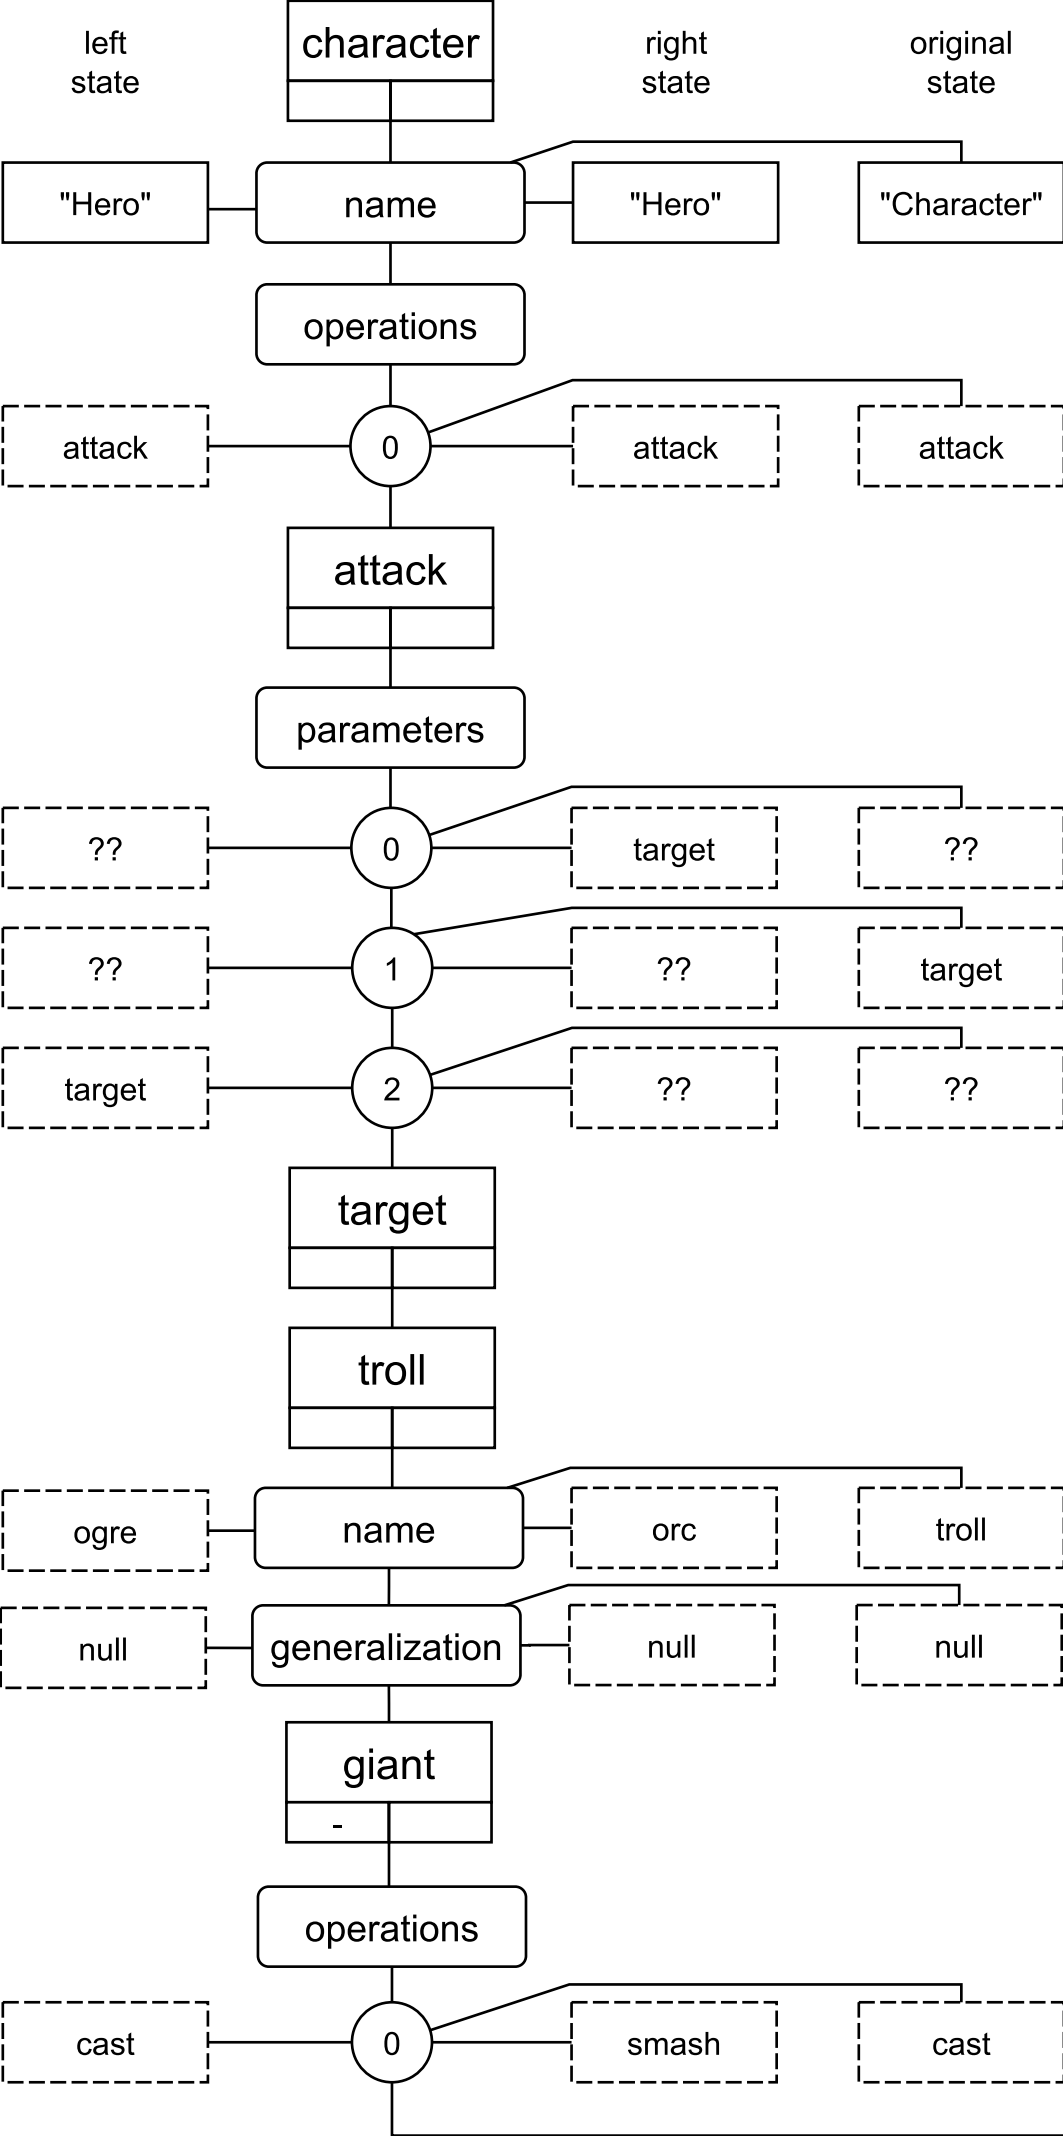 left
state
character
right
state
original
state
"Hero"
name
"Hero"
"Character"
operations
attack
0
attack
attack
attack
parameters
??
0
target
??
??
1
??
target
target
2
??
??
target
troll
ogre
name
orc
troll
null
generalization
null
null
giant
-
operations
cast
0
smash
cast